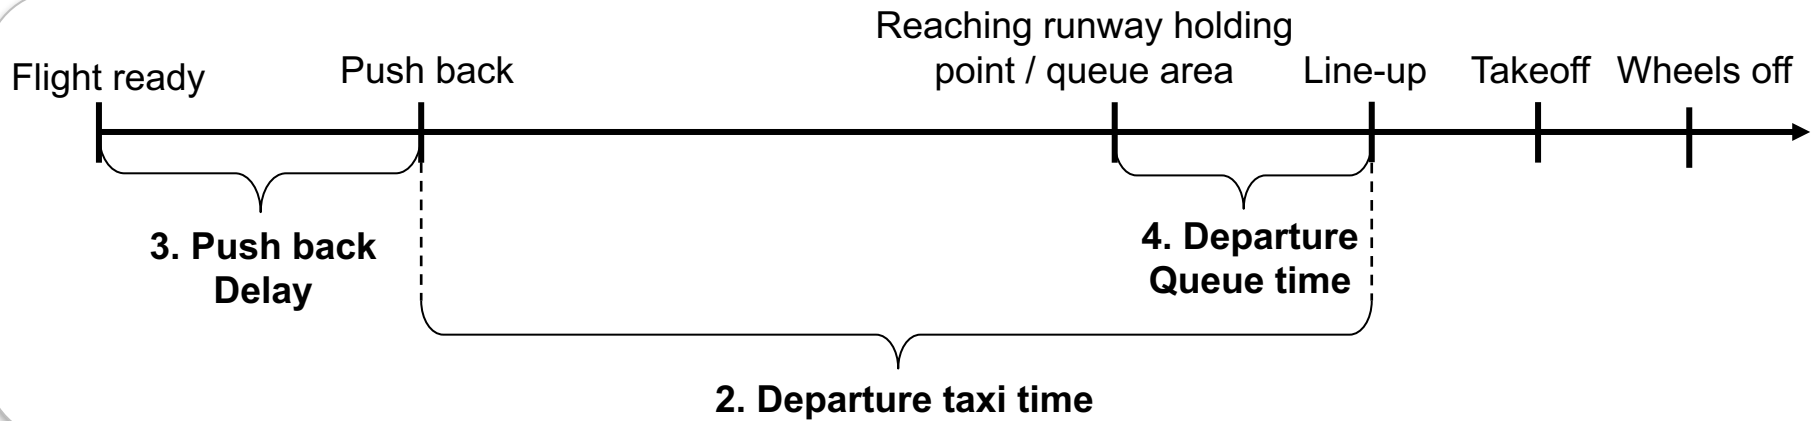 Flight ready
Push back
Reaching runway holding
point / queue area
Line-up
Takeoff
Wheels off
3. Push back
Delay
4. Departure
Queue time
2. Departure taxi time